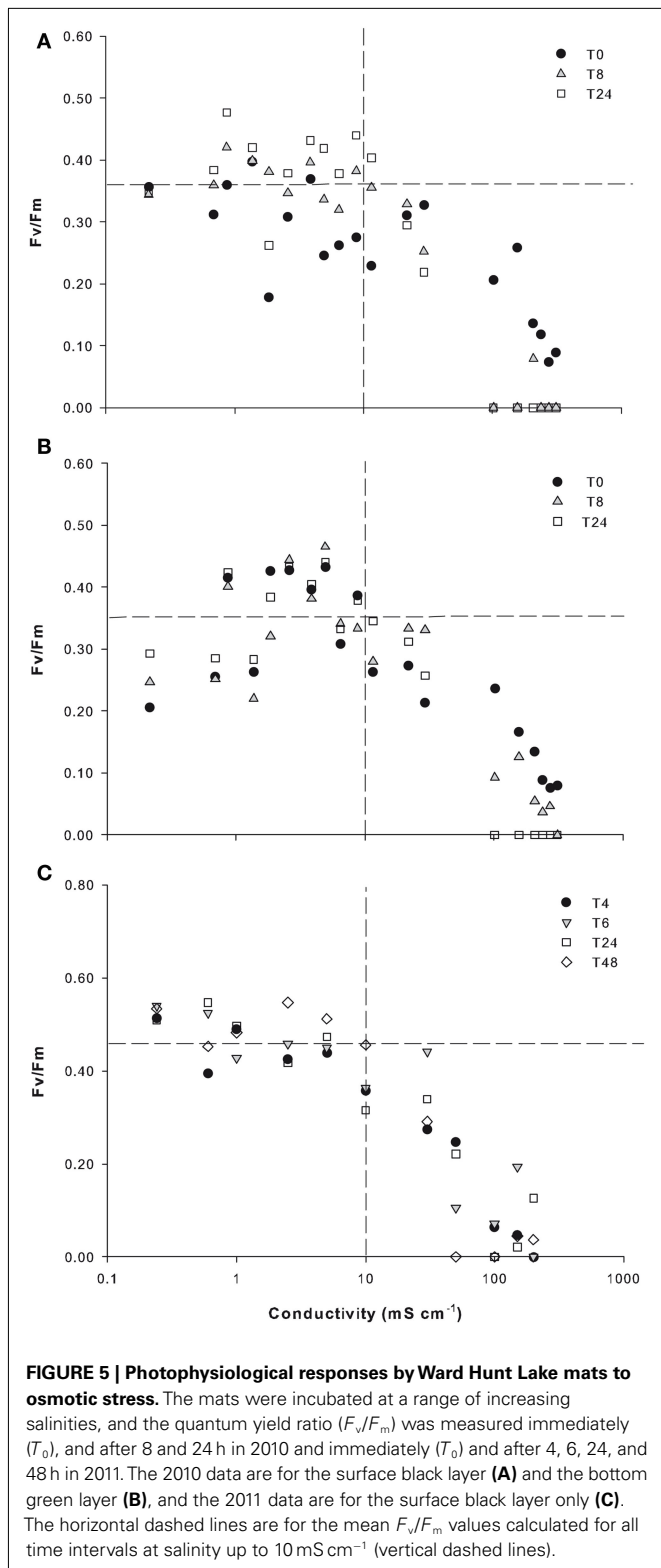 A
T0
T8
T24
0.60
0.50
0.40
0.30
0.20
0.10
0.00
Fv/Fm
B
T0
T8
T24
0.60
0.50
0.40
0.30
0.20
0.10
0.00
Fv/Fm
C
T4
T6
T24
T48
0.80
0.60
0.40
0.20
0.00
Fv/Fm
0.1 1 10 100 1000
Conductivity (mS cm⁻¹)
FIGURE 5 | Photophysiological responses by Ward Hunt Lake mats to
osmotic stress. The mats were incubated at a range of increasing
salinities, and the quantum yield ratio (Fv/Fm) was measured immediately
(T0), and after 8 and 24 h in 2010 and immediately (T0) and after 4, 6, 24, and
48 h in 2011. The 2010 data are for the surface black layer (A) and the bottom
green layer (B), and the 2011 data are for the surface black layer only (C).
The horizontal dashed lines are for the mean Fv/Fm values calculated for all
time intervals at salinity up to 10 mS cm⁻¹ (vertical dashed lines).